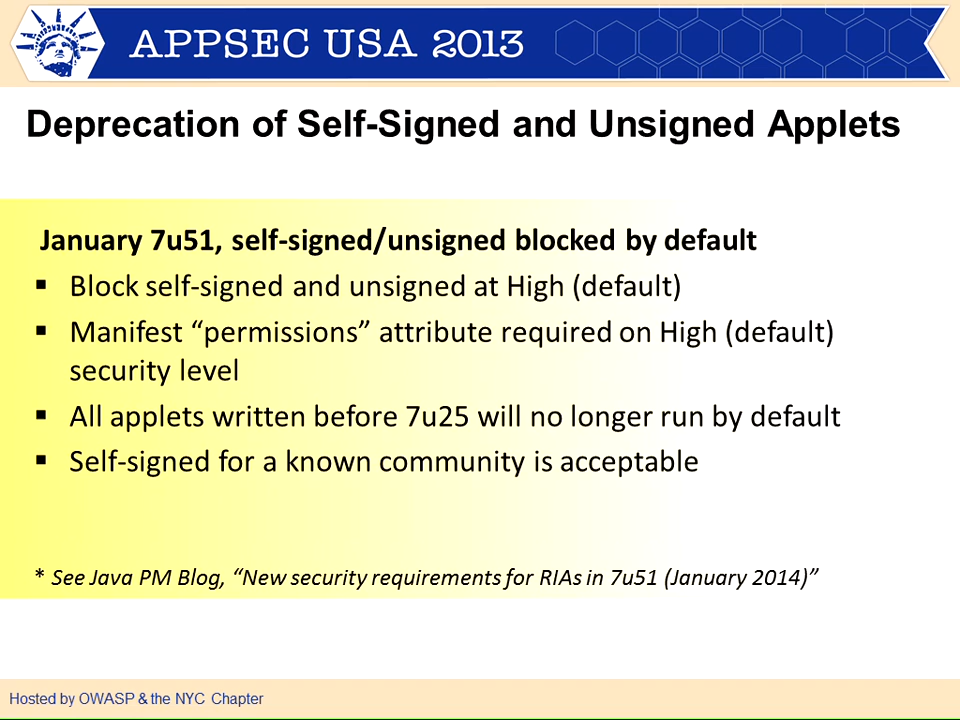 APPSEC USA 2013
Deprecation of Self-Signed and Unsigned Applets
January 7u51, self-signed/unsigned blocked by default
▪ Block self-signed and unsigned at High (default)
▪ Manifest “permissions” attribute required on High (default)
security level
▪ All applets written before 7u25 will no longer run by default
▪ Self-signed for a known community is acceptable
* See Java PM Blog, “New security requirements for RIAs in 7u51 (January 2014)”
Hosted by OWASP & the NYC Chapter